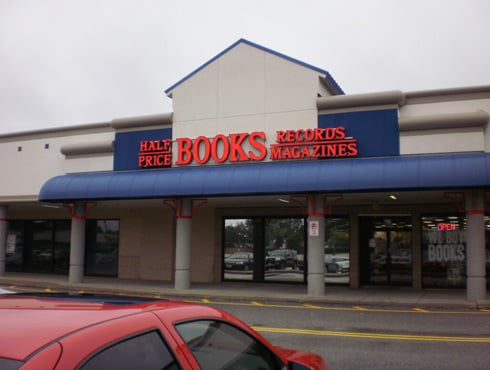 HALF
PRICE
BOOKS
RECORDS
MAGAZINES
OPEN
WE BUY
BOOKS